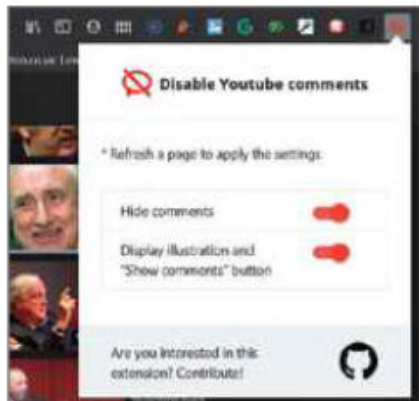 Disable Youtube comments
* Refresh a page to apply the settings
Hide comments
Display illustration and
"Show comments" button
Are you interested in this
extension? Contribute!